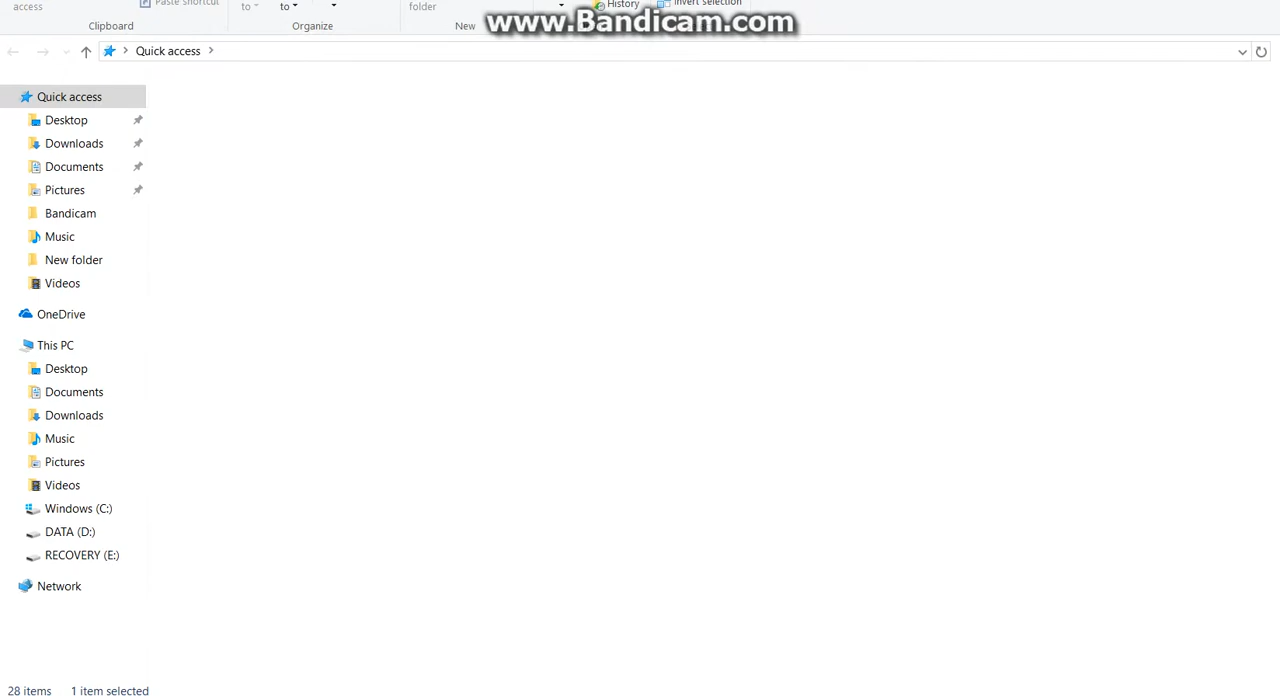 access
Paste shortcut
to
to
folder
History
Invert selection
Clipboard
Organize
New
www.Bandicam.com
Quick access
Quick access
Desktop
Downloads
Documents
Pictures
Bandicam
Music
New folder
Videos
OneDrive
This PC
Desktop
Documents
Downloads
Music
Pictures
Videos
Windows (C:)
DATA (D:)
RECOVERY (E:)
Network
28 items 1 item selected